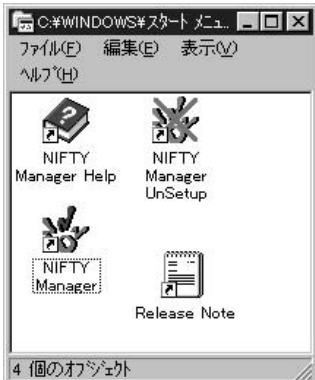 C:¥WINDOWS¥スタート メニュ...
ファイル(F) 編集(E) 表示(V)
ヘルプ(H)
NIFTY
Manager Help
NIFTY
Manager
UnSetup
NIFTY
Manager
Release Note
4 個のオブジェクト